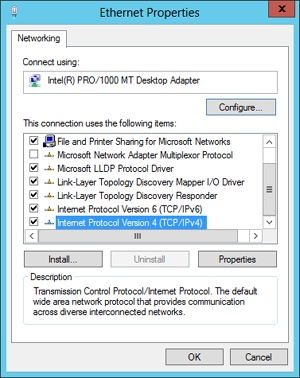 Ethernet Properties
Networking
Connect using:
Intel(R) PRO/1000 MT Desktop Adapter
Configure...
This connection uses the following items:
File and Printer Sharing for Microsoft Networks
Microsoft Network Adapter Multiplexor Protocol
Microsoft LLDP Protocol Driver
Link-Layer Topology Discovery Mapper I/O Driver
Link-Layer Topology Discovery Responder
Internet Protocol Version 6 (TCP/IPv6)
Internet Protocol Version 4 (TCP/IPv4)
Install...
Uninstall
Properties
Description
Transmission Control Protocol/Internet Protocol. The default
wide area network protocol that provides communication
across diverse interconnected networks.
OK
Cancel